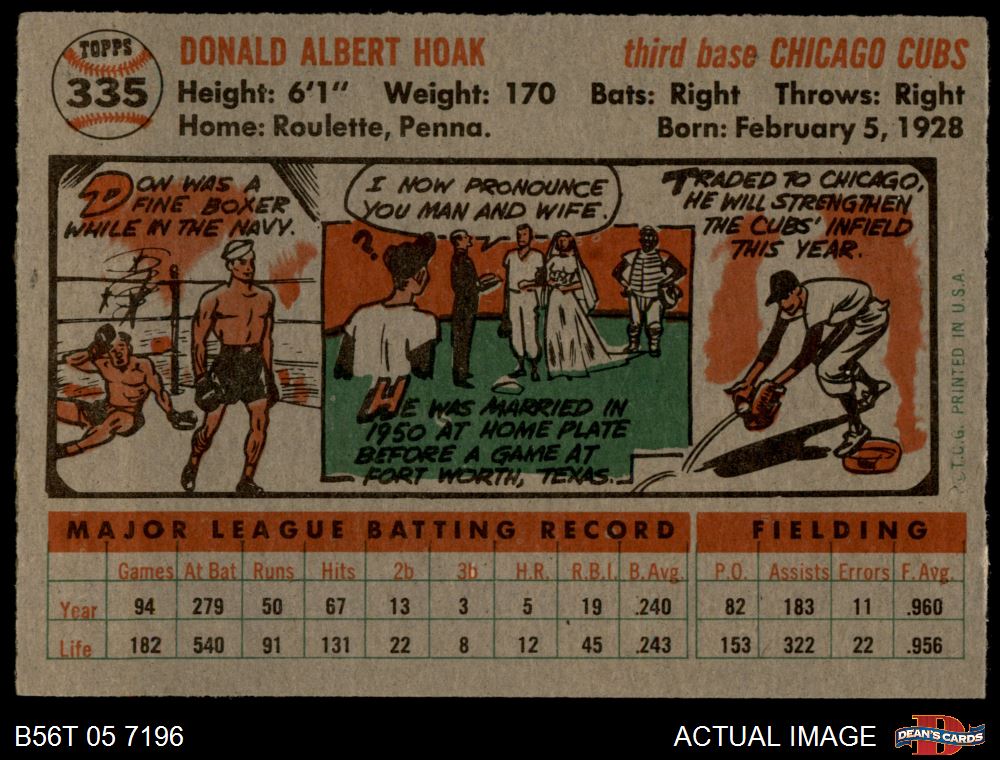 TOPPS
335
DONALD ALBERT HOAK
third base CHICAGO CUBS
Height: 6'1" Weight: 170 Bats: Right Throws: Right
Home: Roulette, Penna. Born: February 5, 1928
DON WAS A
FINE BOXER
WHILE IN THE NAVY.
I NOW PRONOUNCE
YOU MAN AND WIFE.
?
HE WAS MARRIED IN
1950 AT HOME PLATE
BEFORE A GAME AT
FORT WORTH, TEXAS.
TRADED TO CHICAGO,
HE WILL STRENGTHEN
THE CUBS' INFIELD
THIS YEAR.
©T.C.G. PRINTED IN U.S.A.
MAJOR LEAGUE BATTING RECORD FIELDING
Games At Bat Runs Hits 2b 3b H.R. R.B.I. B.Avg. P.O. Assists Errors F.Avg.
Year 94 279 50 67 13 3 5 19 .240 82 183 11 .960
Life 182 540 91 131 22 8 12 45 .243 153 322 22 .956
B56T 05 7196
ACTUAL IMAGE
D
DEAN'S CARDS